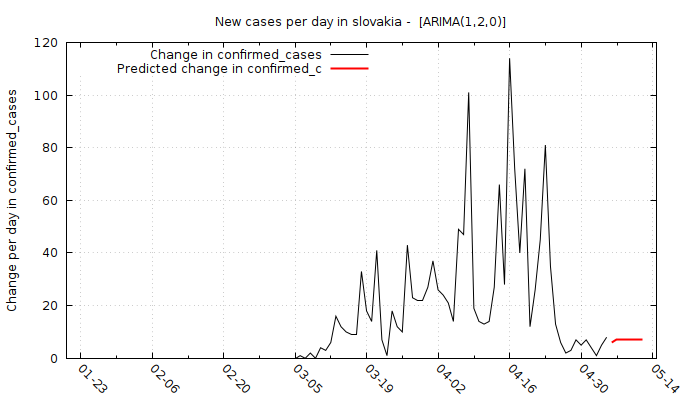 New cases per day in slovakia -  [ARIMA(1,2,0)]
Change in confirmed_cases
Predicted change in confirmed_c
Change per day in confirmed_cases
120
100
80
60
40
20
0
01-23 02-06 02-20 03-05 03-19 04-02 04-16 04-30 05-14